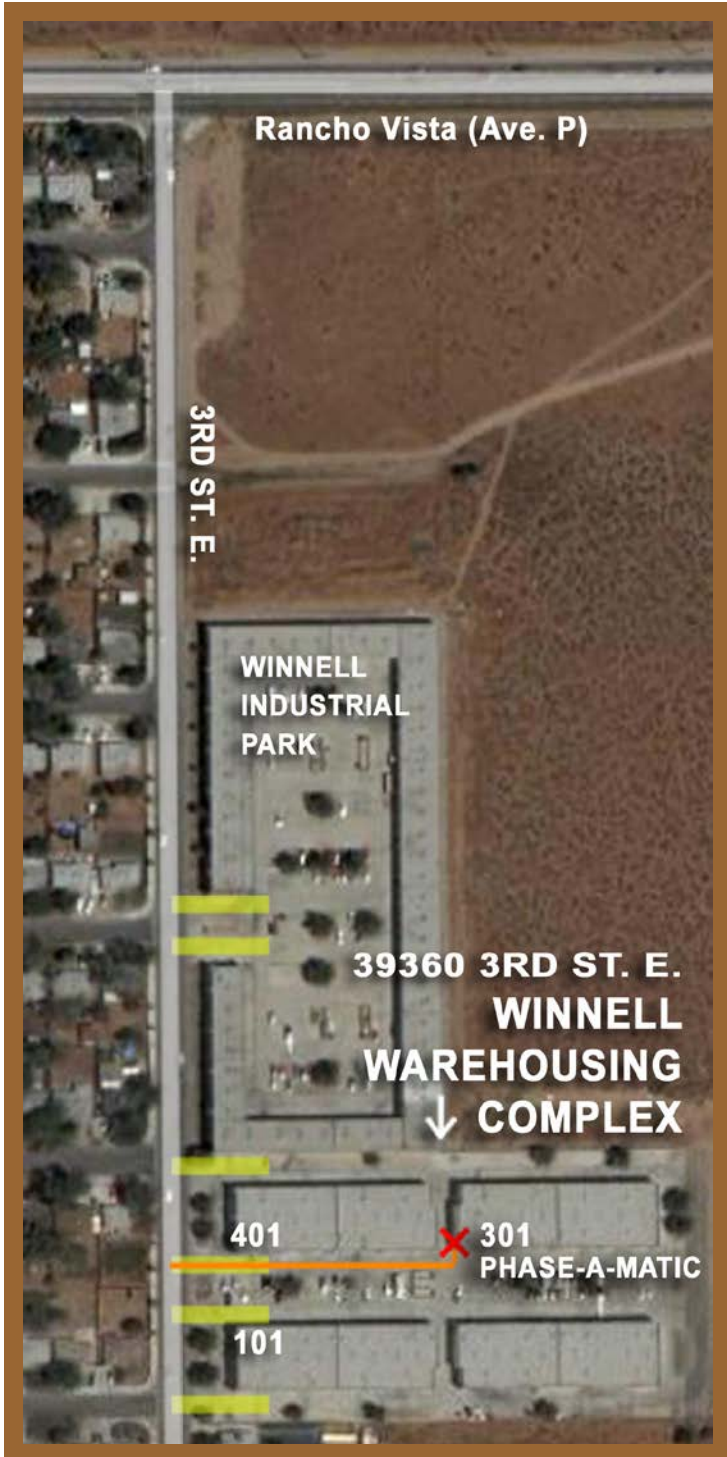 Rancho Vista (Ave. P)
3RD ST. E.
WINNELL
INDUSTRIAL
PARK
39360 3RD ST. E.
WINNELL
WAREHOUSING
COMPLEX
401
301
PHASE-A-MATIC
101